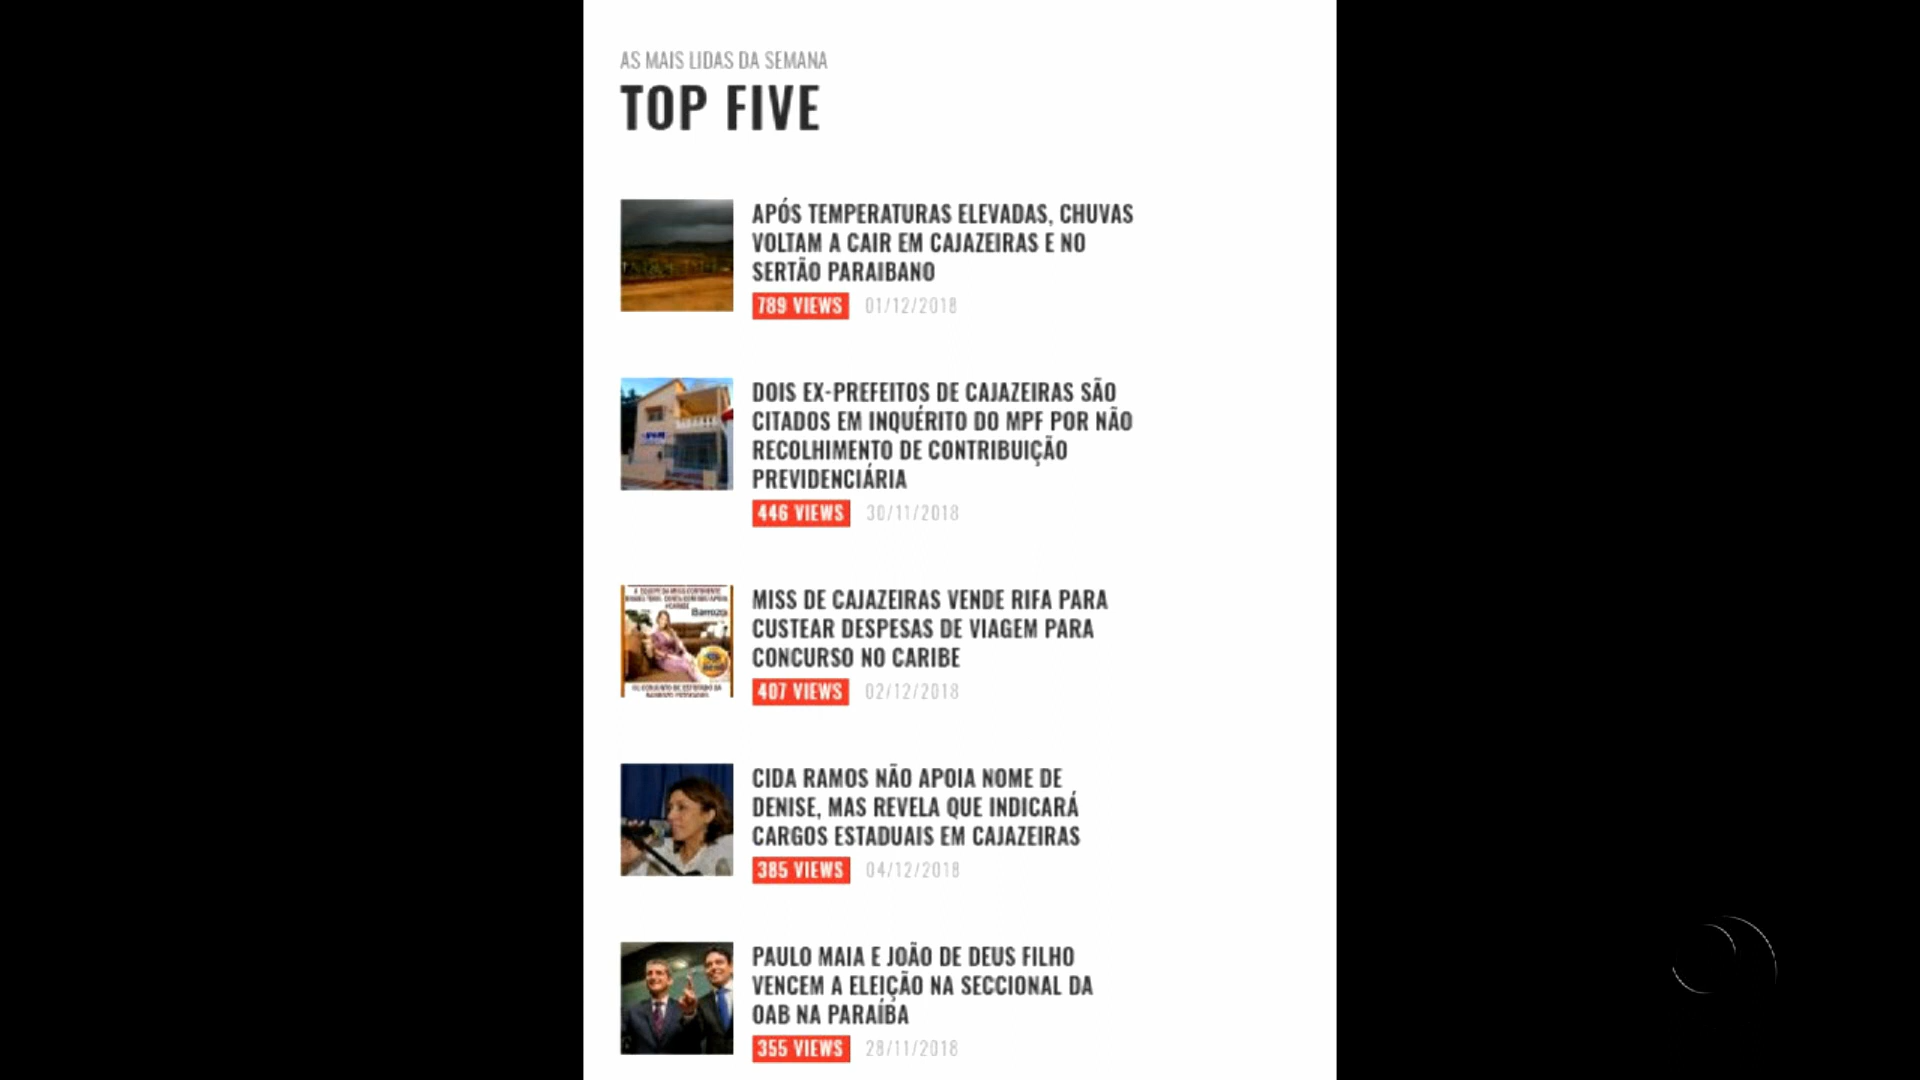 AS MAIS LIDAS DA SEMANA
TOP FIVE
APÓS TEMPERATURAS ELEVADAS, CHUVAS
VOLTAM A CAIR EM CAJAZEIRAS E NO
SERTÃO PARAIBANO
789 VIEWS 01/12/2018
DOIS EX-PREFEITOS DE CAJAZEIRAS SÃO
CITADOS EM INQUÉRITO DO MPF POR NÃO
RECOLHIMENTO DE CONTRIBUIÇÃO
PREVIDENCIÁRIA
446 VIEWS 30/11/2018
Barrozo
MISS DE CAJAZEIRAS VENDE RIFA PARA
CUSTEAR DESPESAS DE VIAGEM PARA
CONCURSO NO CARIBE
407 VIEWS 02/12/2018
CIDA RAMOS NÃO APOIA NOME DE
DENISE, MAS REVELA QUE INDICARÁ
CARGOS ESTADUAIS EM CAJAZEIRAS
385 VIEWS 04/12/2018
PAULO MAIA E JOÃO DE DEUS FILHO
VENCEM A ELEIÇÃO NA SECCIONAL DA
OAB NA PARAÍBA
355 VIEWS 28/11/2018